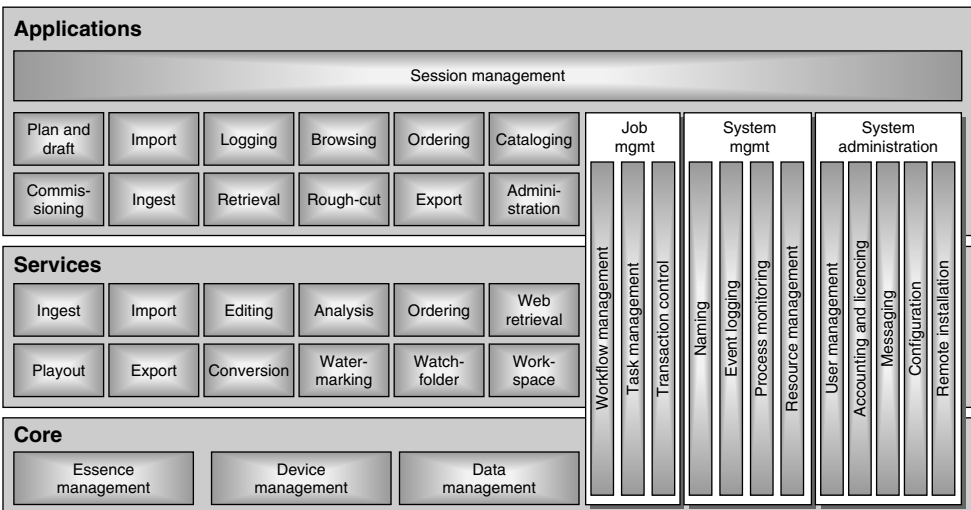 Applications
Session management
Plan and
draft
Import
Logging
Browsing
Ordering
Cataloging
Commis-
sioning
Ingest
Retrieval
Rough-cut
Export
Admini-
stration
Job
mgmt
System
mgmt
System
administration
Workflow management
Task management
Transaction control
Naming
Event logging
Process monitoring
Resource management
User management
Accounting and licencing
Messaging
Configuration
Remote installation
Services
Ingest
Import
Editing
Analysis
Ordering
Web
retrieval
Playout
Export
Conversion
Water-
marking
Watch-
folder
Work-
space
Core
Essence
management
Device
management
Data
management